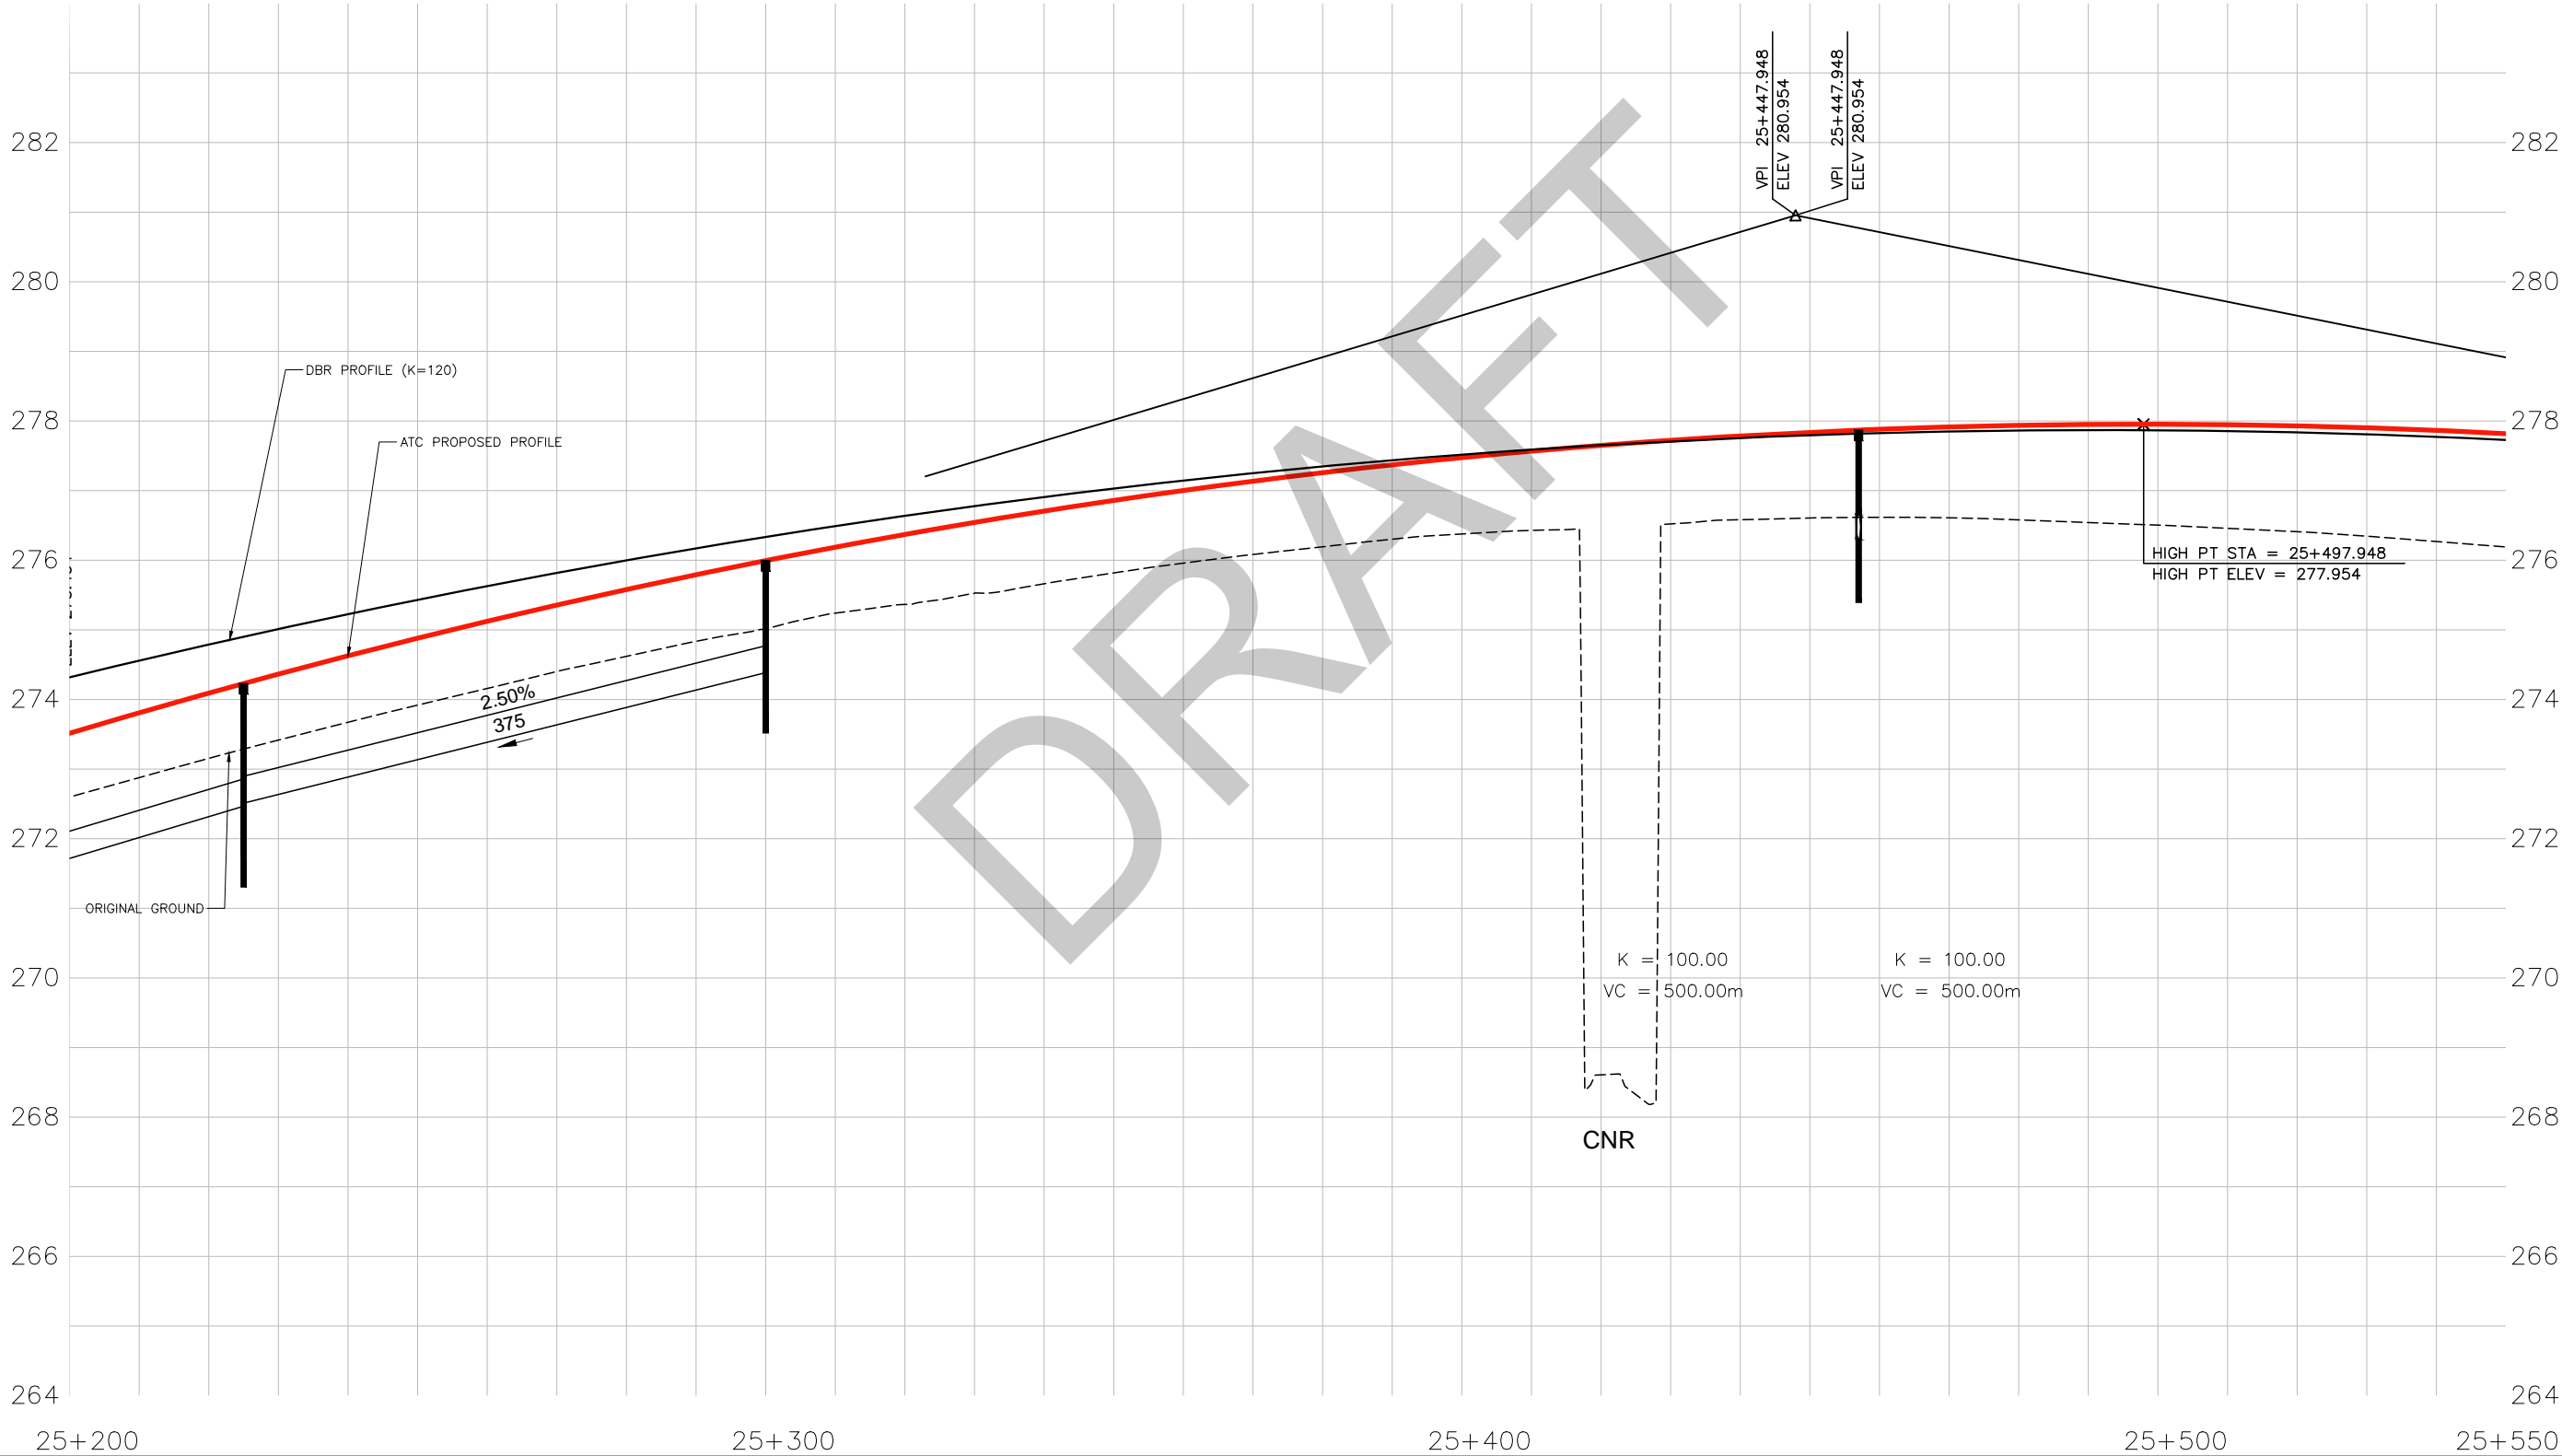 VPI 25+447.948
ELEV 280.954
VPI 25+447.948
ELEV 280.954
282
282
280
280
DBR PROFILE (K=120)
278
278
ATC PROPOSED PROFILE
DRAFT
276
276
HIGH PT STA = 25+497.948
HIGH PT ELEV = 277.954
274
274
2.50%
375
272
272
ORIGINAL GROUND
K = 100.00
VC = 500.00m
K = 100.00
VC = 500.00m
270
270
268
268
CNR
266
266
264
264
25+200
25+300
25+400
25+500
25+550